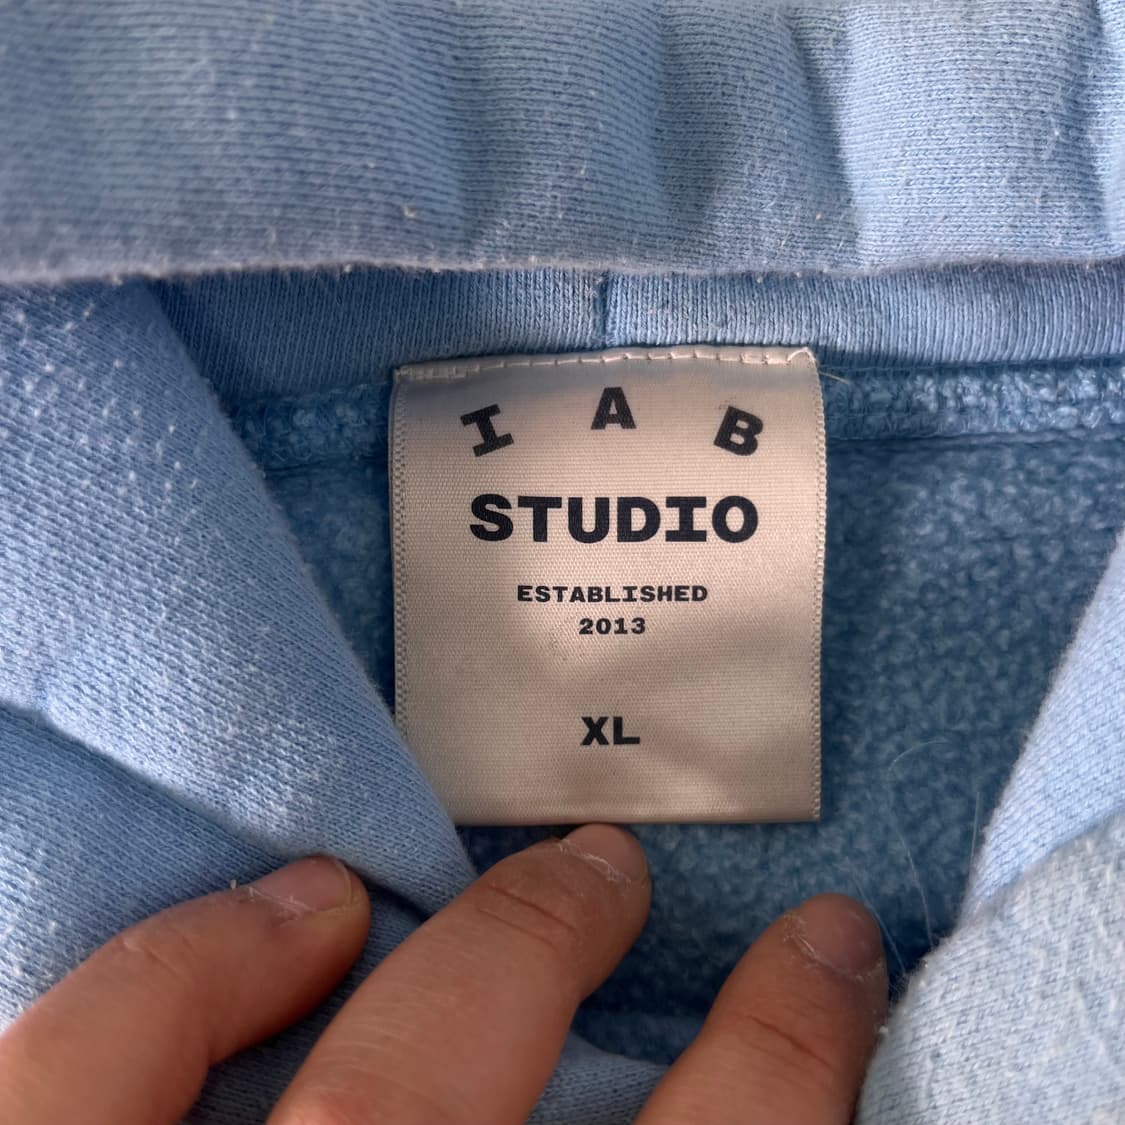 I A B
STUDIO
ESTABLISHED
2013
XL